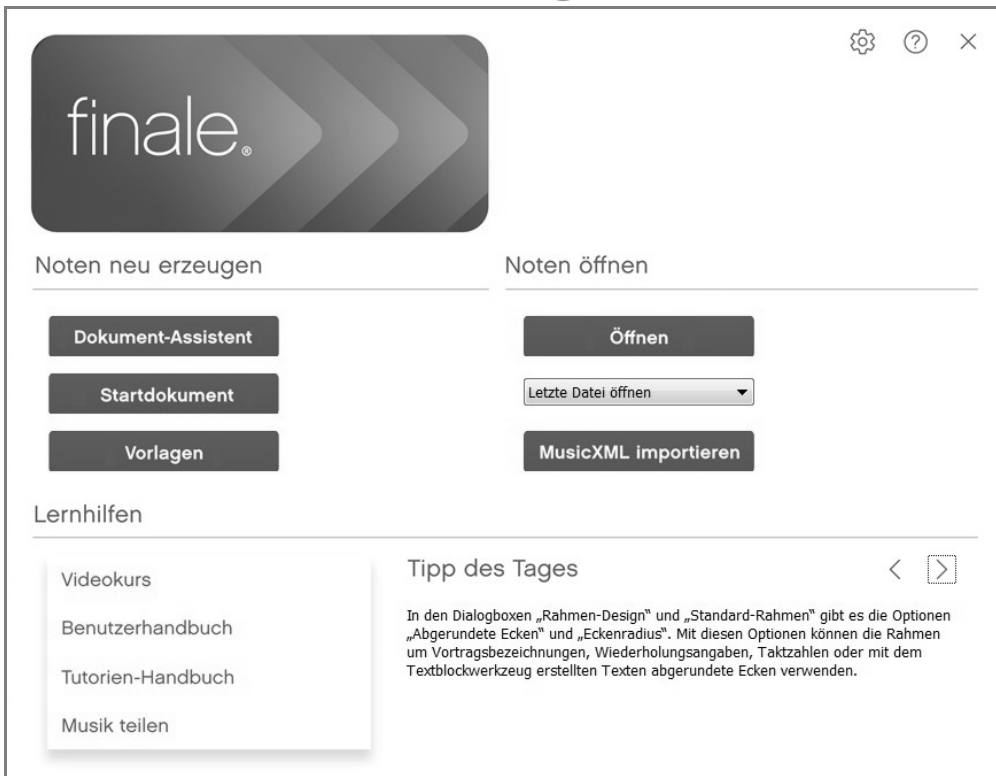 finale®
Noten neu erzeugen
Noten öffnen
Dokument-Assistent
Startdokument
Vorlagen
Öffnen
Letzte Datei öffnen
MusicXML importieren
Lernhilfen
Videokurs
Benutzerhandbuch
Tutorien-Handbuch
Musik teilen
Tipp des Tages
In den Dialogboxen „Rahmen-Design" und „Standard-Rahmen" gibt es die Optionen
„Abgerundete Ecken" und „Eckenradius". Mit diesen Optionen können die Rahmen
um Vortragsbezeichnungen, Wiederholungsangaben, Taktzahlen oder mit dem
Textblockwerkzeug erstellten Texten abgerundete Ecken verwenden.